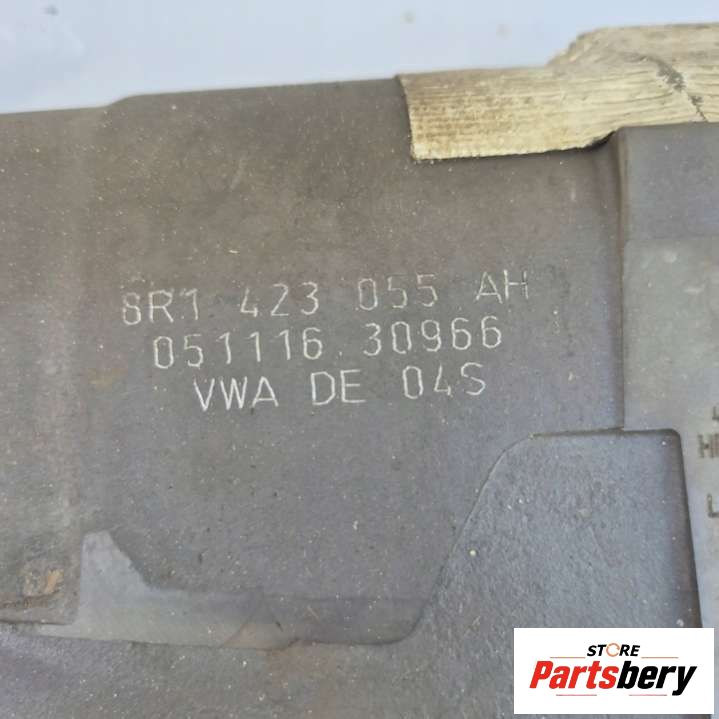 8R1 423 055 AH
051116 30966
VWA DE 04S
STORE
Partsbery